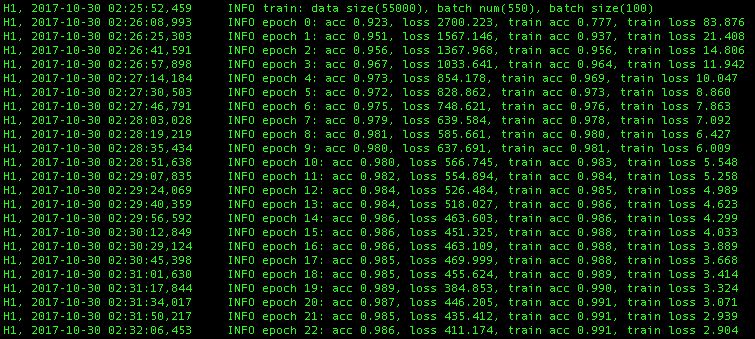 H1, 2017-10-30 02:25:52,459 INFO train: data size(55000), batch num(550), batch size(100)
H1, 2017-10-30 02:26:08,993 INFO epoch 0: acc 0.923, loss 2700.223, train acc 0.777, train loss 83.876
H1, 2017-10-30 02:26:25,303 INFO epoch 1: acc 0.951, loss 1567.146, train acc 0.937, train loss 21.408
H1, 2017-10-30 02:26:41,591 INFO epoch 2: acc 0.956, loss 1367.968, train acc 0.956, train loss 14.806
H1, 2017-10-30 02:26:57,898 INFO epoch 3: acc 0.967, loss 1033.641, train acc 0.964, train loss 11.942
H1, 2017-10-30 02:27:14,184 INFO epoch 4: acc 0.973, loss 854.178, train acc 0.969, train loss 10.047
H1, 2017-10-30 02:27:30,503 INFO epoch 5: acc 0.972, loss 828.862, train acc 0.973, train loss 8.860
H1, 2017-10-30 02:27:46,791 INFO epoch 6: acc 0.975, loss 748.621, train acc 0.976, train loss 7.863
H1, 2017-10-30 02:28:03,028 INFO epoch 7: acc 0.979, loss 639.584, train acc 0.978, train loss 7.092
H1, 2017-10-30 02:28:19,219 INFO epoch 8: acc 0.981, loss 585.661, train acc 0.980, train loss 6.427
H1, 2017-10-30 02:28:35,434 INFO epoch 9: acc 0.980, loss 637.691, train acc 0.981, train loss 6.009
H1, 2017-10-30 02:28:51,638 INFO epoch 10: acc 0.980, loss 566.745, train acc 0.983, train loss 5.548
H1, 2017-10-30 02:29:07,835 INFO epoch 11: acc 0.982, loss 554.894, train acc 0.984, train loss 5.258
H1, 2017-10-30 02:29:24,069 INFO epoch 12: acc 0.984, loss 526.484, train acc 0.985, train loss 4.989
H1, 2017-10-30 02:29:40,359 INFO epoch 13: acc 0.984, loss 518.027, train acc 0.986, train loss 4.623
H1, 2017-10-30 02:29:56,592 INFO epoch 14: acc 0.986, loss 463.603, train acc 0.986, train loss 4.299
H1, 2017-10-30 02:30:12,849 INFO epoch 15: acc 0.986, loss 451.325, train acc 0.988, train loss 4.033
H1, 2017-10-30 02:30:29,124 INFO epoch 16: acc 0.986, loss 463.109, train acc 0.988, train loss 3.889
H1, 2017-10-30 02:30:45,398 INFO epoch 17: acc 0.985, loss 469.999, train acc 0.988, train loss 3.668
H1, 2017-10-30 02:31:01,630 INFO epoch 18: acc 0.985, loss 455.624, train acc 0.989, train loss 3.414
H1, 2017-10-30 02:31:17,844 INFO epoch 19: acc 0.989, loss 384.853, train acc 0.990, train loss 3.324
H1, 2017-10-30 02:31:34,017 INFO epoch 20: acc 0.987, loss 446.205, train acc 0.991, train loss 3.071
H1, 2017-10-30 02:31:50,217 INFO epoch 21: acc 0.985, loss 435.412, train acc 0.991, train loss 2.939
H1, 2017-10-30 02:32:06,453 INFO epoch 22: acc 0.986, loss 411.174, train acc 0.991, train loss 2.904